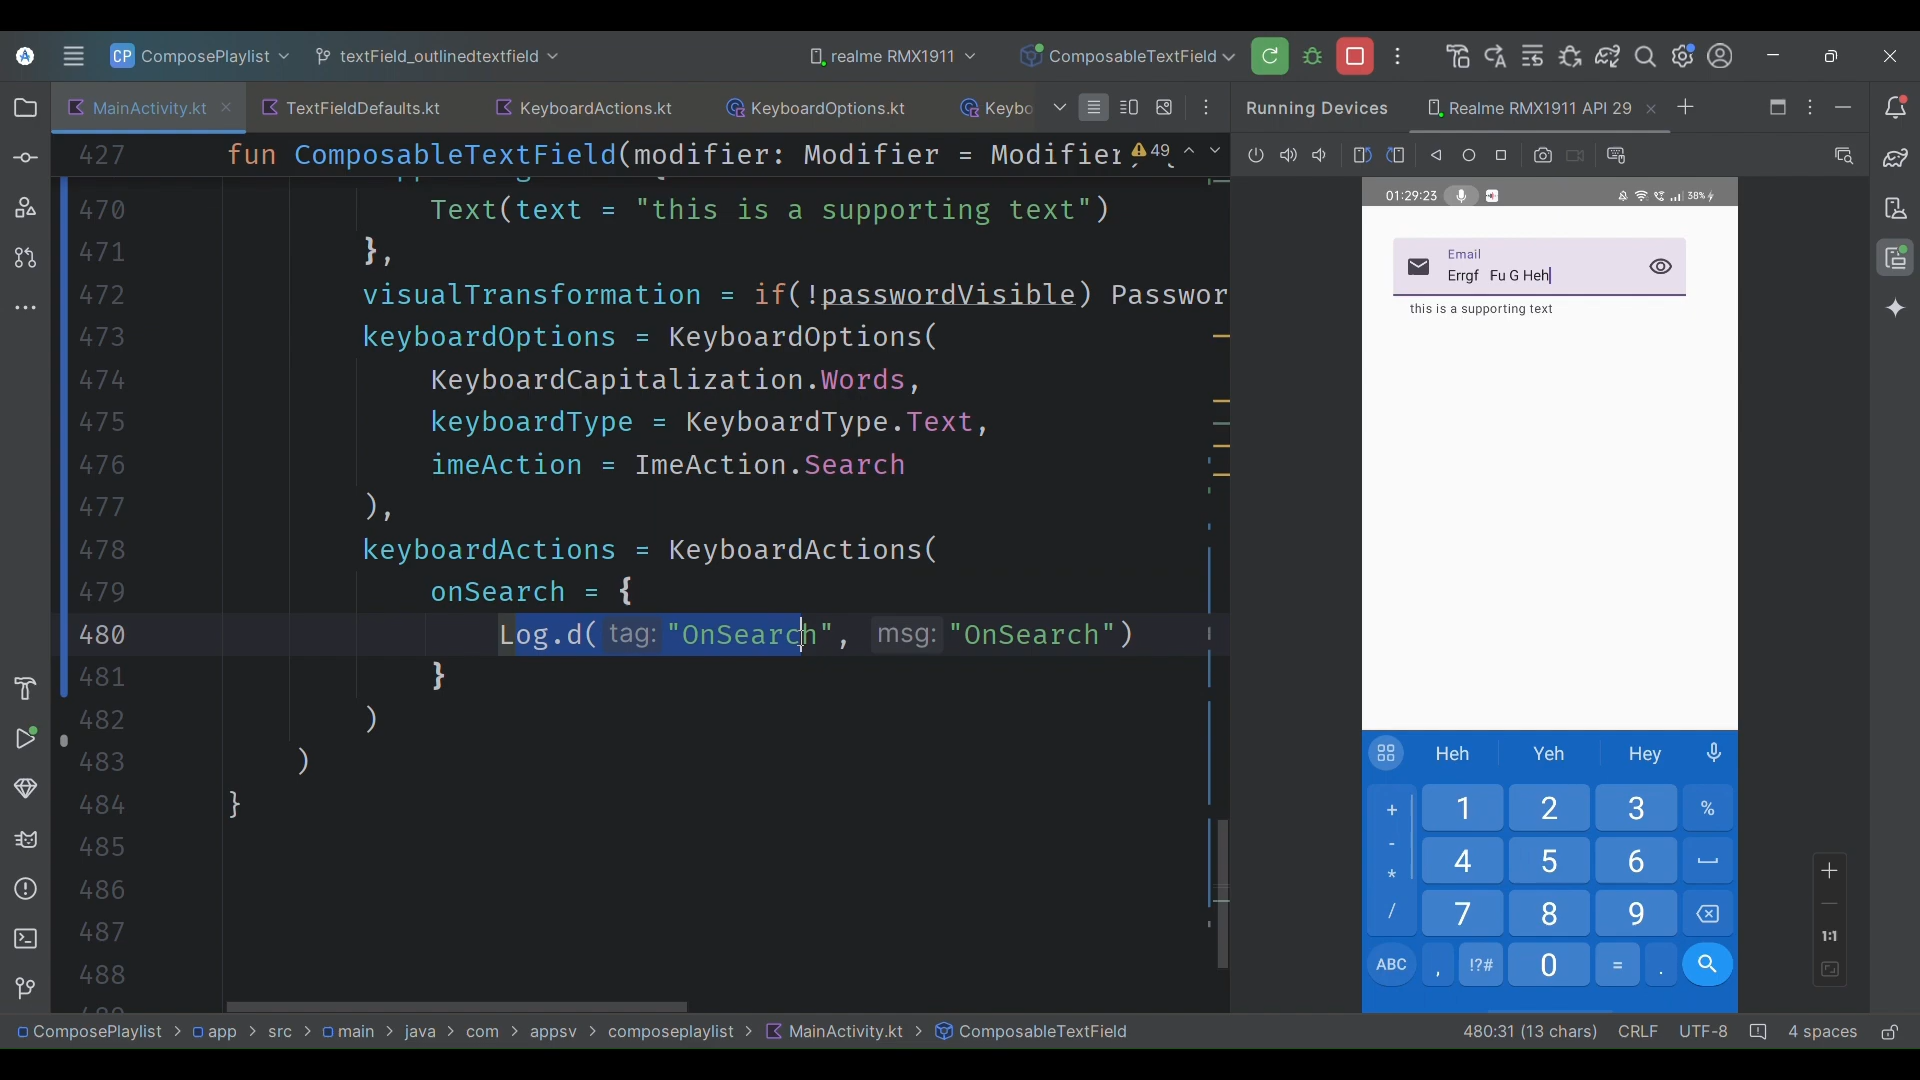 CP ComposePlaylist
textField_outlinedtextfield
realme RMX1911
ComposableTextField
MainActivity.kt
TextFieldDefaults.kt
KeyboardActions.kt
KeyboardOptions.kt
Keybo
Running Devices
Realme RMX1911 API 29
427 fun ComposableTextField(modifier: Modifier = Modifier
49
470 Text(text = "this is a supporting text")
471 },
472 visualTransformation = if(!passwordVisible) Passwor
473 keyboardOptions = KeyboardOptions(
474 KeyboardCapitalization.Words,
475 keyboardType = KeyboardType.Text,
476 imeAction = ImeAction.Search
477 ),
478 keyboardActions = KeyboardActions(
479 onSearch = {
480 Log.d( tag: "OnSearch", msg: "OnSearch")
481 }
482 )
483 )
484 }
485
486
487
488
01:29:23
38%
Email
Errgf Fu G Heh
this is a supporting text
Heh Yeh Hey
+ 1 2 3 %
- 4 5 6
*
/ 7 8 9
ABC , !?# 0 = .
1:1
ComposePlaylist > app > src > main > java > com > appsv > composeplaylist > MainActivity.kt > ComposableTextField
480:31 (13 chars) CRLF UTF-8 4 spaces